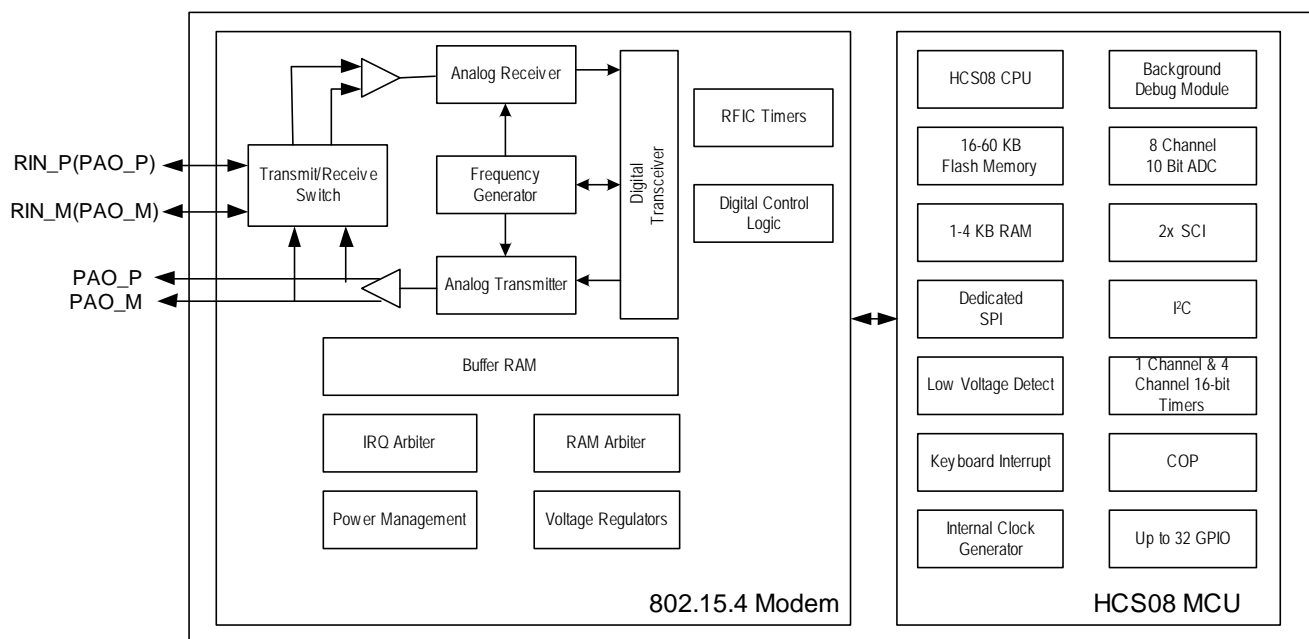 RIN_P(PAO_P)
RIN_M(PAO_M)
PAO_P
PAO_M
Transmit/Receive
Switch
Analog Receiver
Frequency
Generator
Analog Transmitter
Digital
Transceiver
RFIC Timers
Digital Control
Logic
Buffer RAM
IRQ Arbiter
RAM Arbiter
Power Management
Voltage Regulators
802.15.4 Modem
HCS08 CPU
Background
Debug Module
16-60 KB
Flash Memory
8 Channel
10 Bit ADC
1-4 KB RAM
2x SCI
Dedicated
SPI
I²C
Low Voltage Detect
1 Channel & 4
Channel 16-bit
Timers
Keyboard Interrupt
COP
Internal Clock
Generator
Up to 32 GPIO
HCS08 MCU